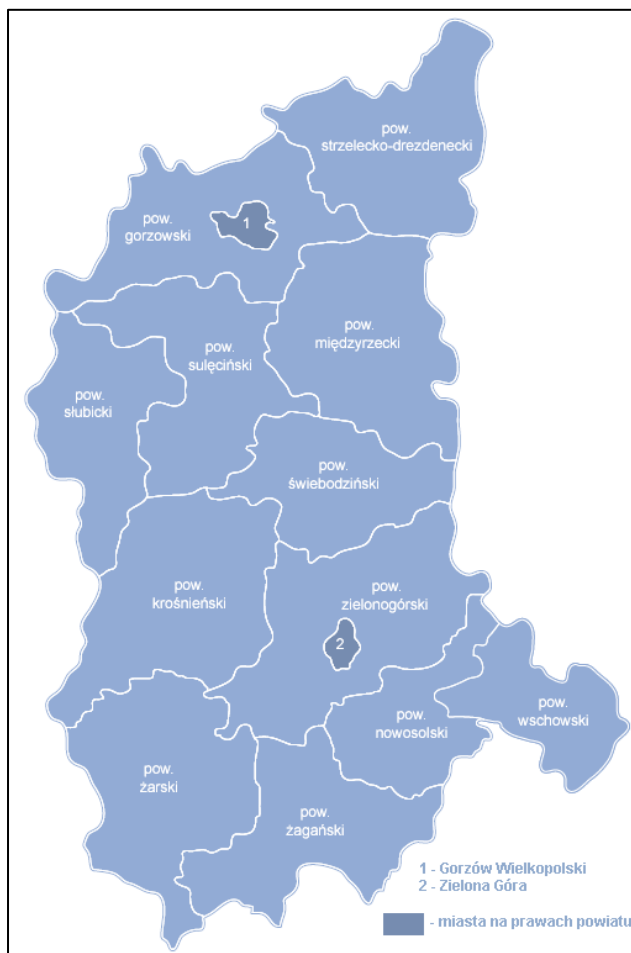 pow.
strzelecko-drezdenecki
pow.
gorzowski
1
pow.
międzyrzecki
pow.
sulęciński
pow.
słubicki
pow.
świebodziński
pow.
krośnieński
pow.
zielonogórski
2
pow.
wschowski
pow.
nowosolski
pow.
żarski
pow.
żagański
1 - Gorzów Wielkopolski
2 - Zielona Góra
- miasta na prawach powiatu